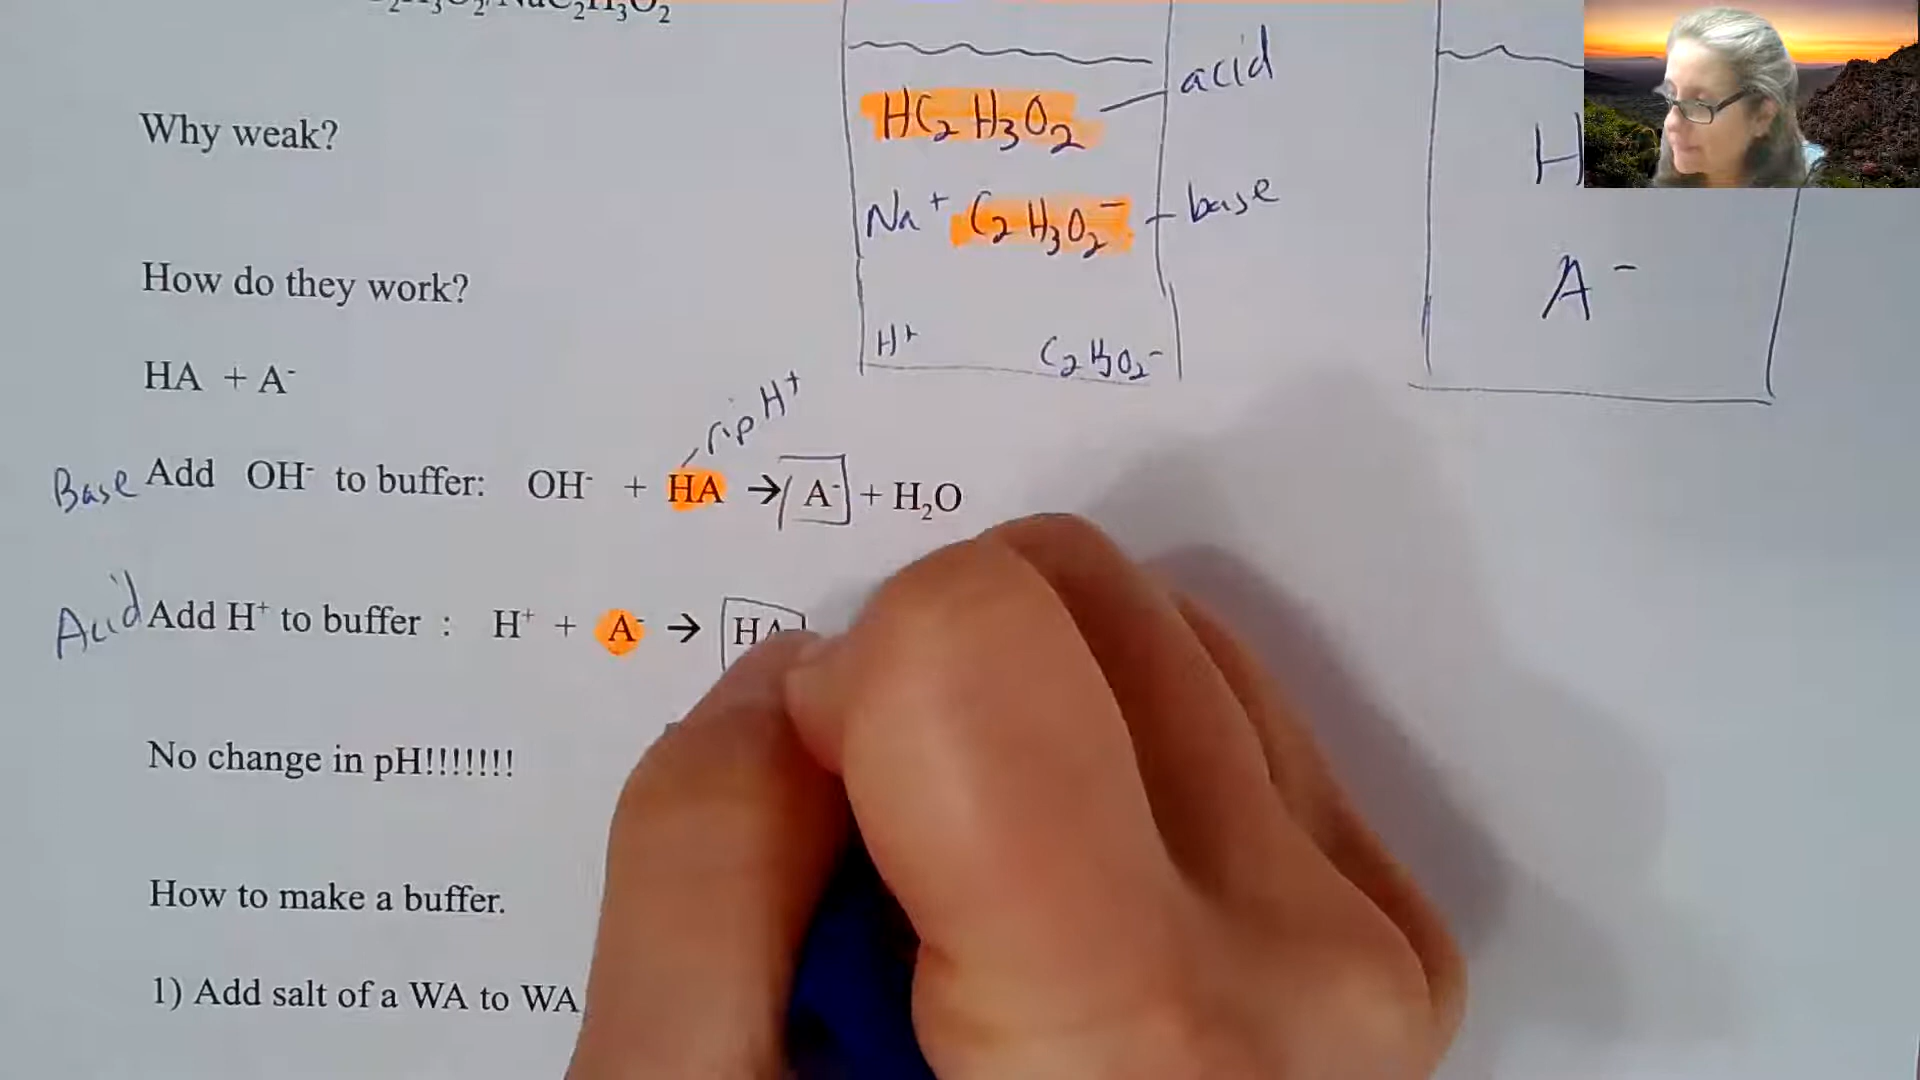 NaC₂H₃O₂
Why weak?
How do they work?
HA + A⁻
Base Add OH⁻ to buffer: OH⁻ + HA → A⁻ + H₂O
rip H⁺
Acid Add H⁺ to buffer : H⁺ + A⁻ → HA
No change in pH!!!!!!!
How to make a buffer.
1) Add salt of a WA to WA
HC₂H₃O₂ acid
Na⁺ C₂H₃O₂⁻ base
H⁺ C₂H₃O₂⁻
H
A⁻